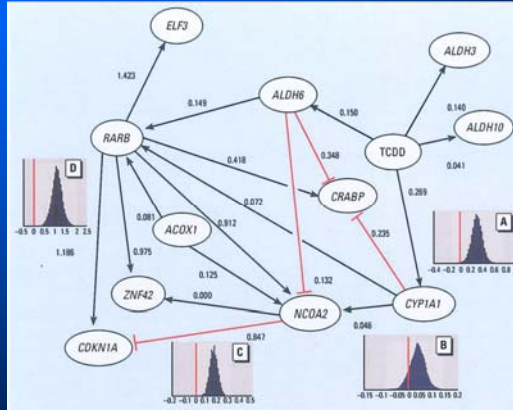 ELF3
ALDH3
1.423
ALDH6
0.149
0.150
0.140
ALDH10
RARB
TCDD
0.348
0.041
0.418
D
CRABP
0.072
0.269
0.081
0.912
A
ACOX1
0.235
-0.5 0 0.5 1 1.5 2 2.5
1.186
0.975
0.125
-0.4 -0.2 0 0.2 0.4 0.6 0.8
0.132
ZNF42
0.000
NCOA2
CYP1A1
0.046
CDKN1A
0.847
C
B
-0.2 -0.1 0 0.1 0.2 0.3 0.4 0.5
-0.15 -0.1 -0.05 0 0.05 0.1 0.15 0.2